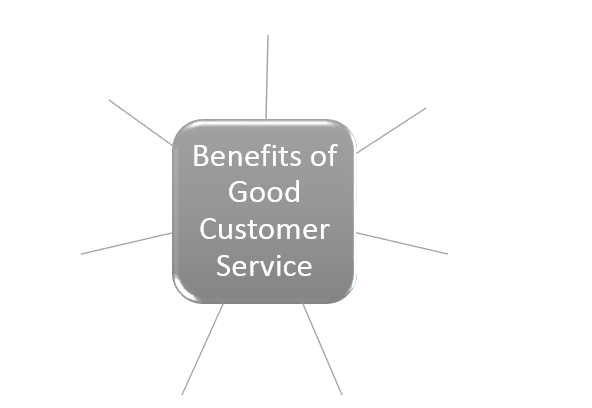 Benefits of
Good
Customer
Service